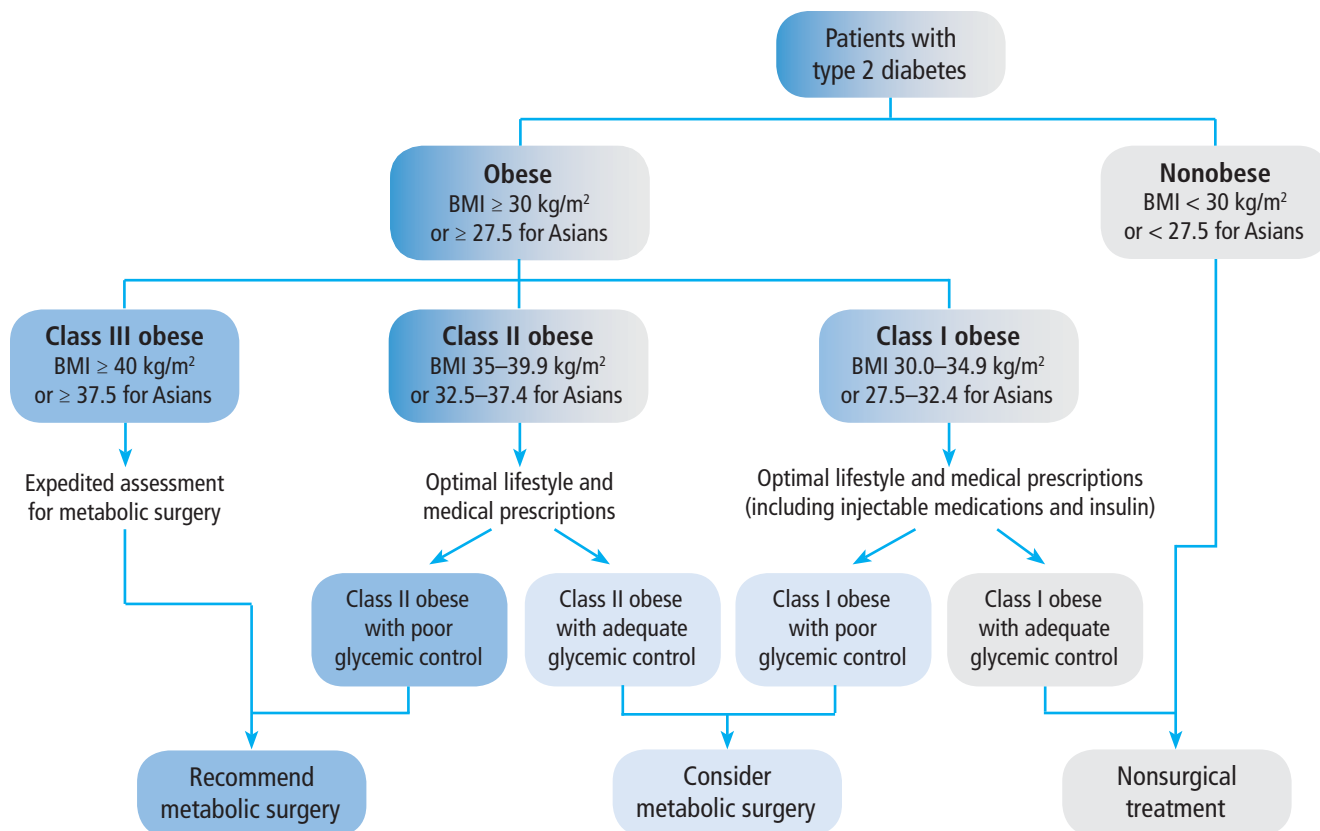 Patients with
type 2 diabetes
Obese
BMI ≥ 30 kg/m²
or ≥ 27.5 for Asians
Nonobese
BMI < 30 kg/m²
or < 27.5 for Asians
Class III obese
BMI ≥ 40 kg/m²
or ≥ 37.5 for Asians
Class II obese
BMI 35–39.9 kg/m²
or 32.5–37.4 for Asians
Class I obese
BMI 30.0–34.9 kg/m²
or 27.5–32.4 for Asians
Expedited assessment
for metabolic surgery
Optimal lifestyle and
medical prescriptions
Optimal lifestyle and medical prescriptions
(including injectable medications and insulin)
Class II obese
with poor
glycemic control
Class II obese
with adequate
glycemic control
Class I obese
with poor
glycemic control
Class I obese
with adequate
glycemic control
Recommend
metabolic surgery
Consider
metabolic surgery
Nonsurgical
treatment